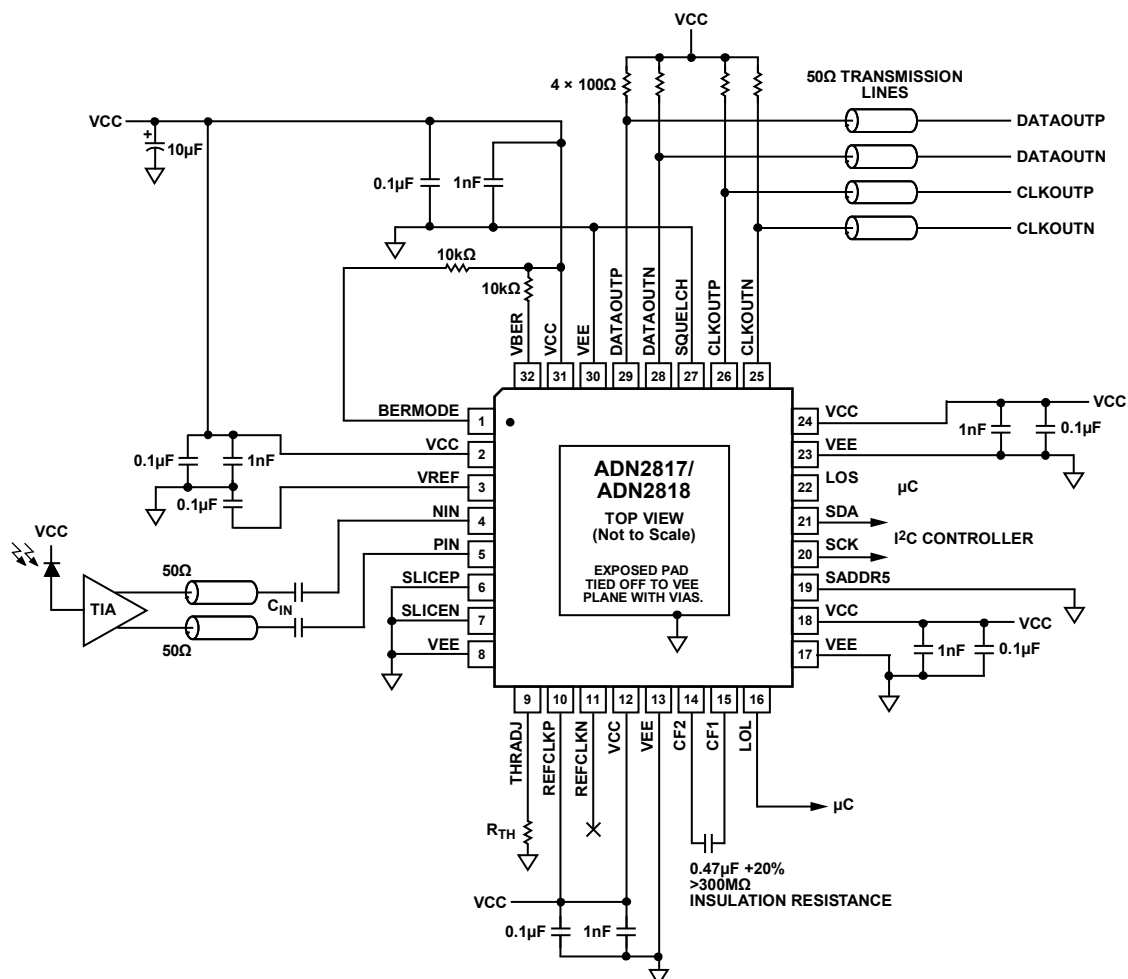 VCC
4 × 100Ω
50Ω TRANSMISSION
LINES
VCC
+
10µF
0.1µF
1nF
DATAOUTP
DATAOUTN
CLKOUTP
CLKOUTN
10kΩ
10kΩ
VBER
VCC
VEE
DATAOUTP
DATAOUTN
SQUELCH
CLKOUTP
CLKOUTN
32
31
30
29
28
27
26
25
BERMODE
1
VCC
2
VREF
3
NIN
4
PIN
5
SLICEP
6
SLICEN
7
VEE
8
0.1µF
1nF
0.1µF
VCC
TIA
50Ω
CIN
50Ω
ADN2817/
ADN2818
TOP VIEW
(Not to Scale)
EXPOSED PAD
TIED OFF TO VEE
PLANE WITH VIAS.
24
VCC
23
VEE
22
LOS
21
SDA
20
SCK
19
SADDR5
18
VCC
17
VEE
VCC
1nF
0.1µF
µC
I2C CONTROLLER
VCC
1nF
0.1µF
9
10
11
12
13
14
15
16
THRADJ
REFCLKP
REFCLKN
VCC
VEE
CF2
CF1
LOL
RTH
µC
0.47µF +20%
>300MΩ
INSULATION RESISTANCE
VCC
0.1µF
1nF